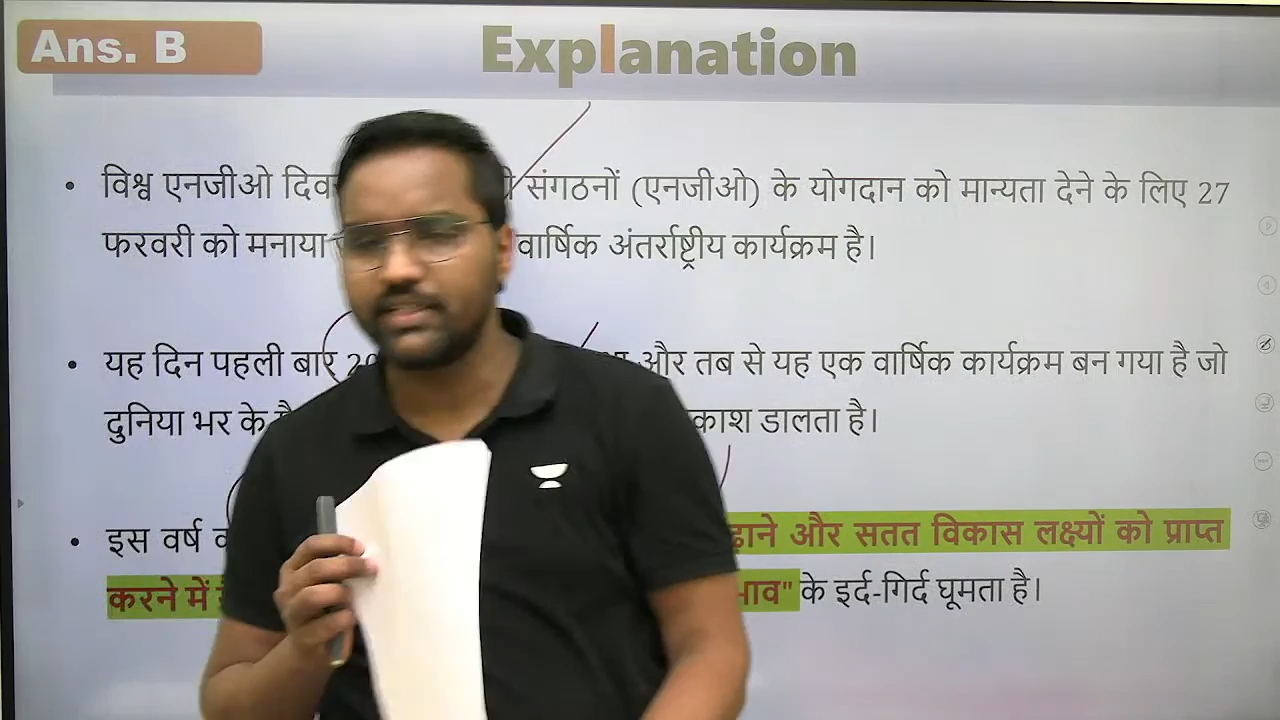 Ans. B
Explanation
विश्व एनजीओ संगठनों (एनजीओ) के योगदान को मान्यता देने के लिए 27
फरवरी को मनाया वार्षिक अंतर्राष्ट्रीय कार्यक्रम है।
यह दिन पहली बार और तब से यह एक वार्षिक कार्यक्रम बन गया है जो
दुनिया भर के डालता है।
इस वर्ष और सतत विकास लक्ष्यों को प्राप्त
करने में के इर्द-गिर्द घूमता है।